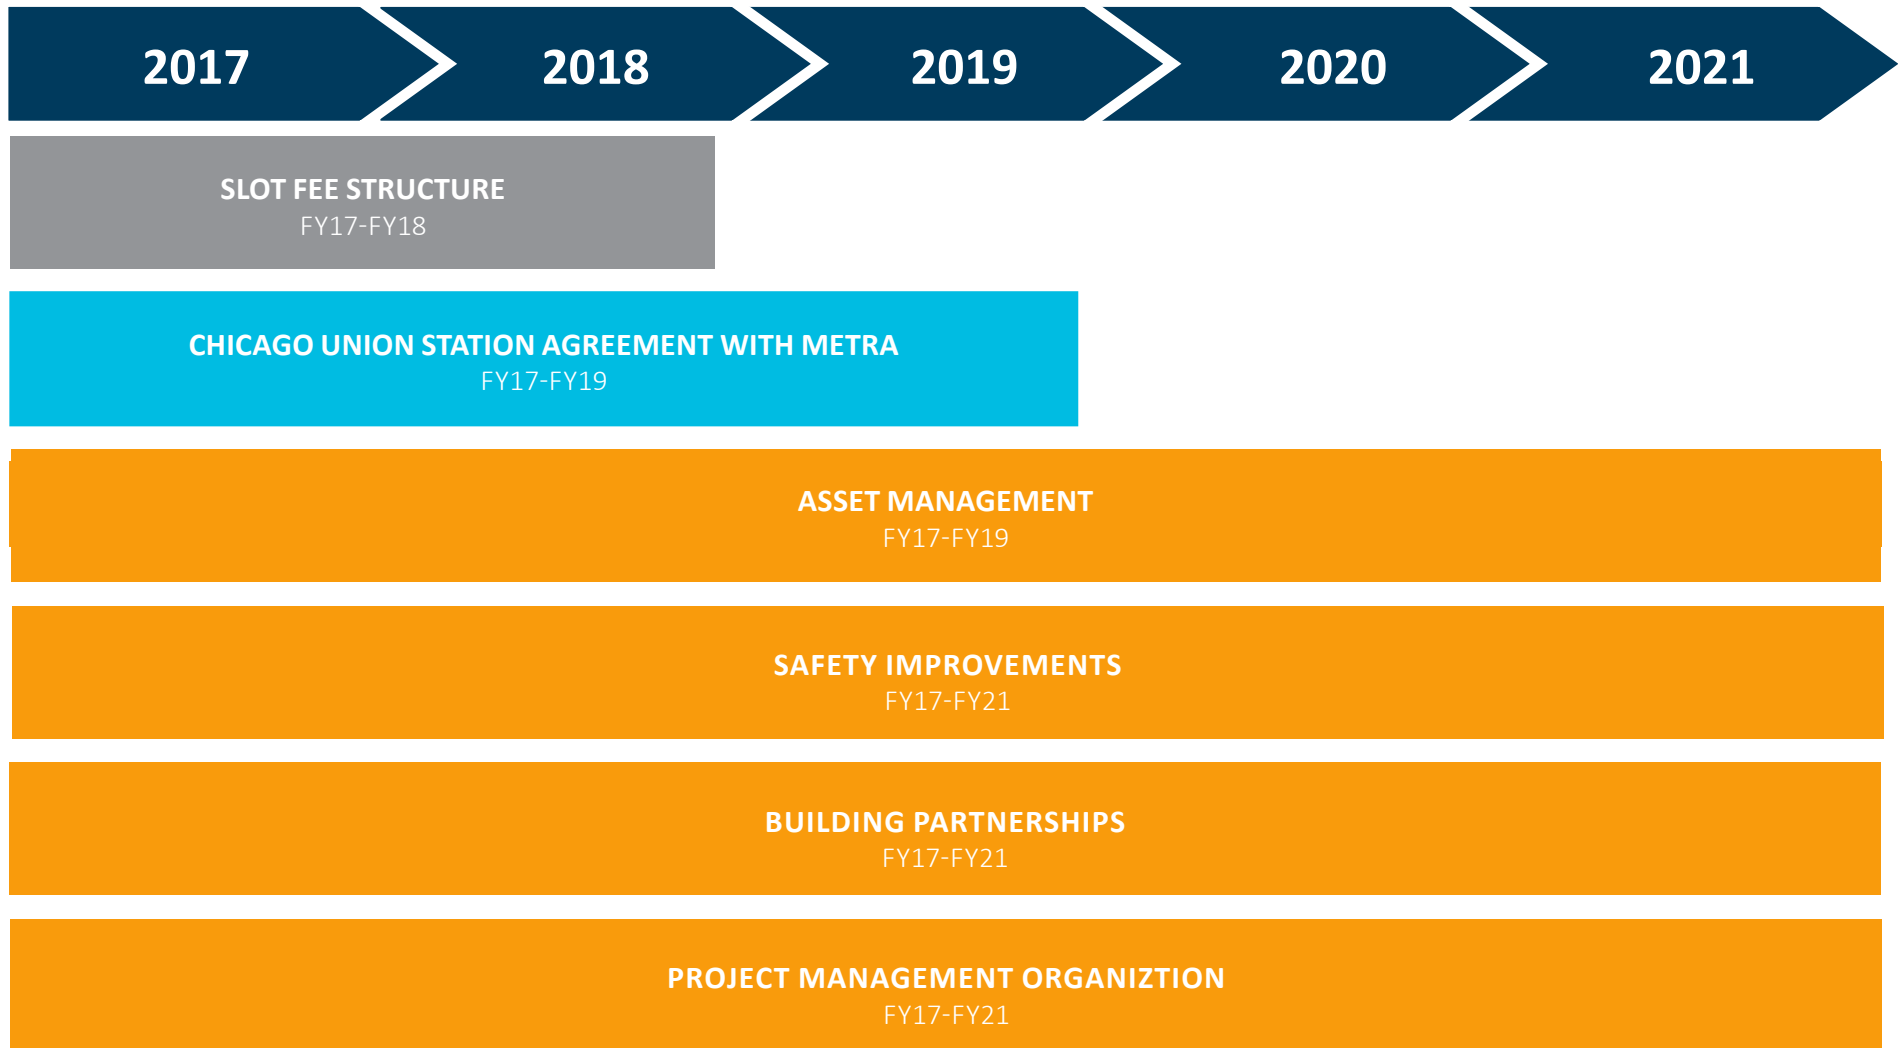 2017 2018 2019 2020 2021
SLOT FEE STRUCTURE
FY17-FY18
CHICAGO UNION STATION AGREEMENT WITH METRA
FY17-FY19
ASSET MANAGEMENT
FY17-FY19
SAFETY IMPROVEMENTS
FY17-FY21
BUILDING PARTNERSHIPS
FY17-FY21
PROJECT MANAGEMENT ORGANIZTION
FY17-FY21